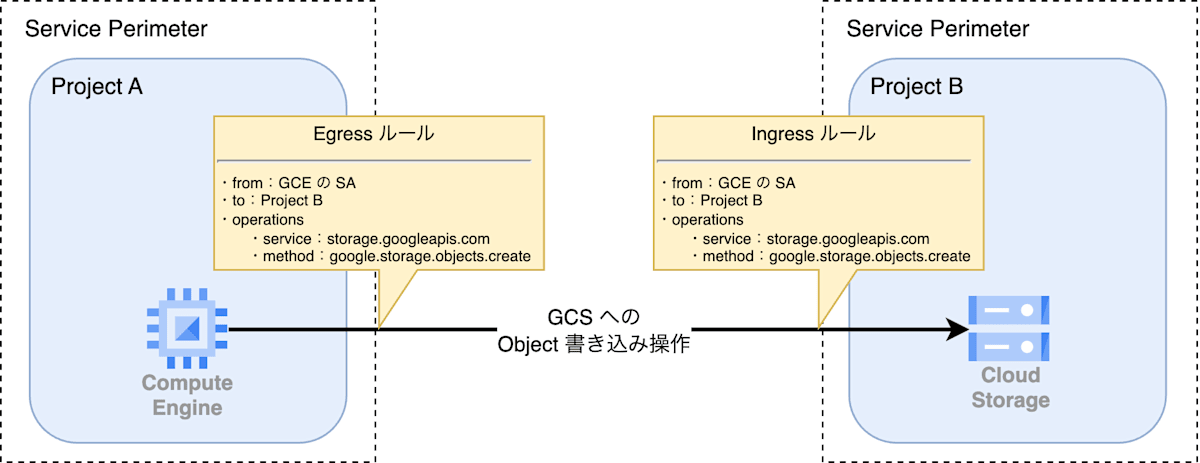 Service Perimeter
Project A
Egress ルール
・from：GCE の SA
・to：Project B
・operations
・service：storage.googleapis.com
・method：google.storage.objects.create
Compute
Engine
GCS への
Object 書き込み操作
Service Perimeter
Project B
Ingress ルール
・from：GCE の SA
・to：Project B
・operations
・service：storage.googleapis.com
・method：google.storage.objects.create
Cloud
Storage